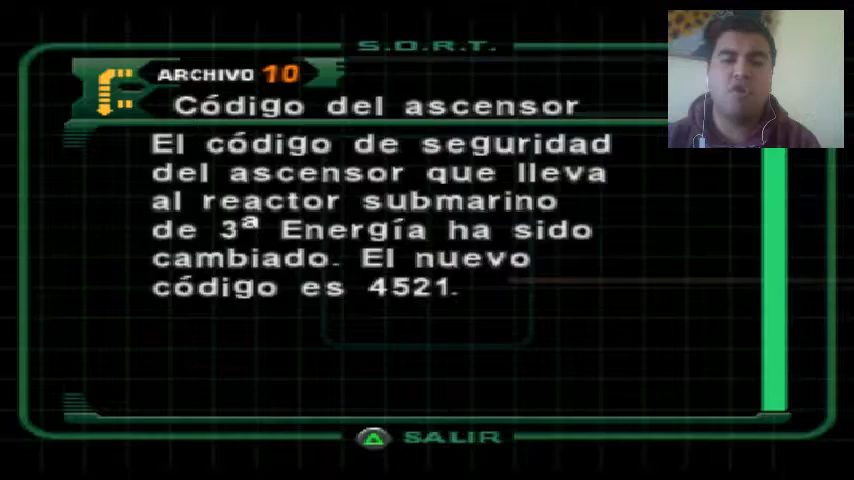 S.O.R.T.
ARCHIVO 10
Código del ascensor
El código de seguridad
del ascensor que lleva
al reactor submarino
de 3ª Energía ha sido
cambiado. El nuevo
código es 4521.
SALIR